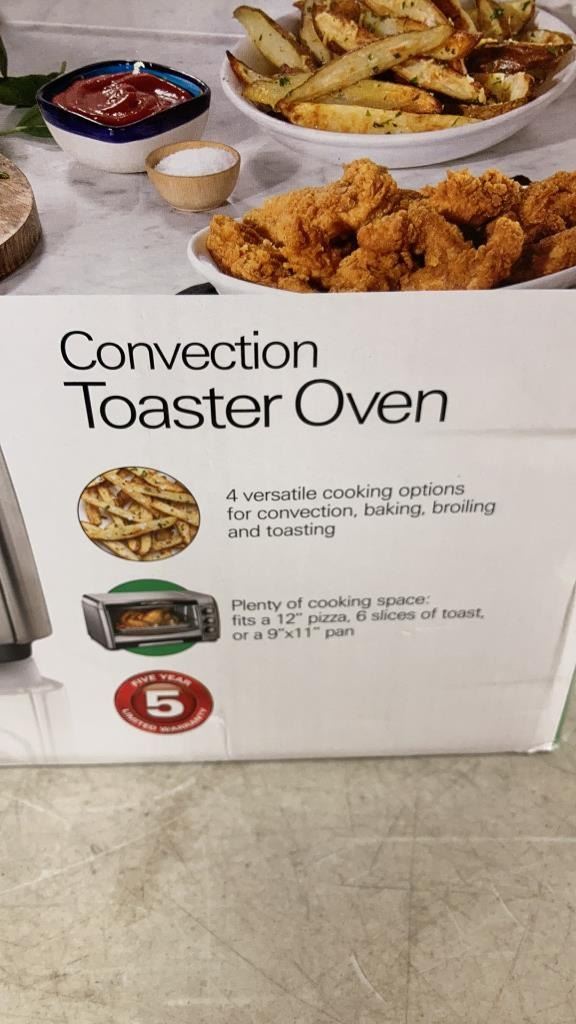 Convection
Toaster Oven
4 versatile cooking options
for convection, baking, broiling
and toasting
Plenty of cooking space:
fits a 12" pizza, 6 slices of toast,
or a 9"x11" pan
FIVE YEAR
5
LIMITED WARRANTY